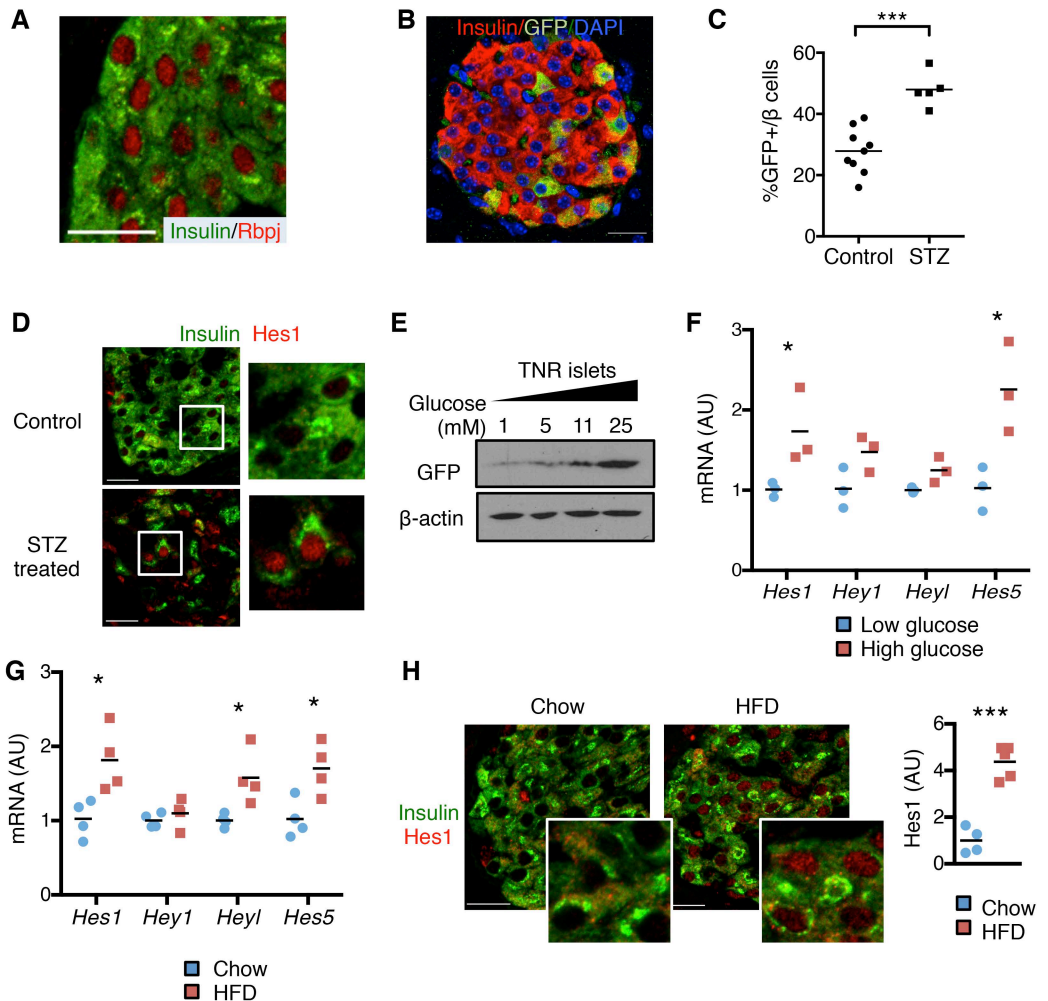 A
Insulin/Rbpj
B
Insulin/GFP/DAPI
C
***
60
40
20
0
%GFP+/β cells
Control
STZ
D
Insulin Hes1
Control
STZ
treated
E
TNR islets
Glucose
(mM)
1 5 11 25
GFP
β-actin
F
3
2
1
0
mRNA (AU)
*
*
Hes1 Hey1 Heyl Hes5
Low glucose
High glucose
G
3
2
1
0
mRNA (AU)
*
*
*
Hes1 Hey1 Heyl Hes5
Chow
HFD
H
Chow
HFD
Insulin
Hes1
***
6
4
2
0
Hes1 (AU)
Chow
HFD